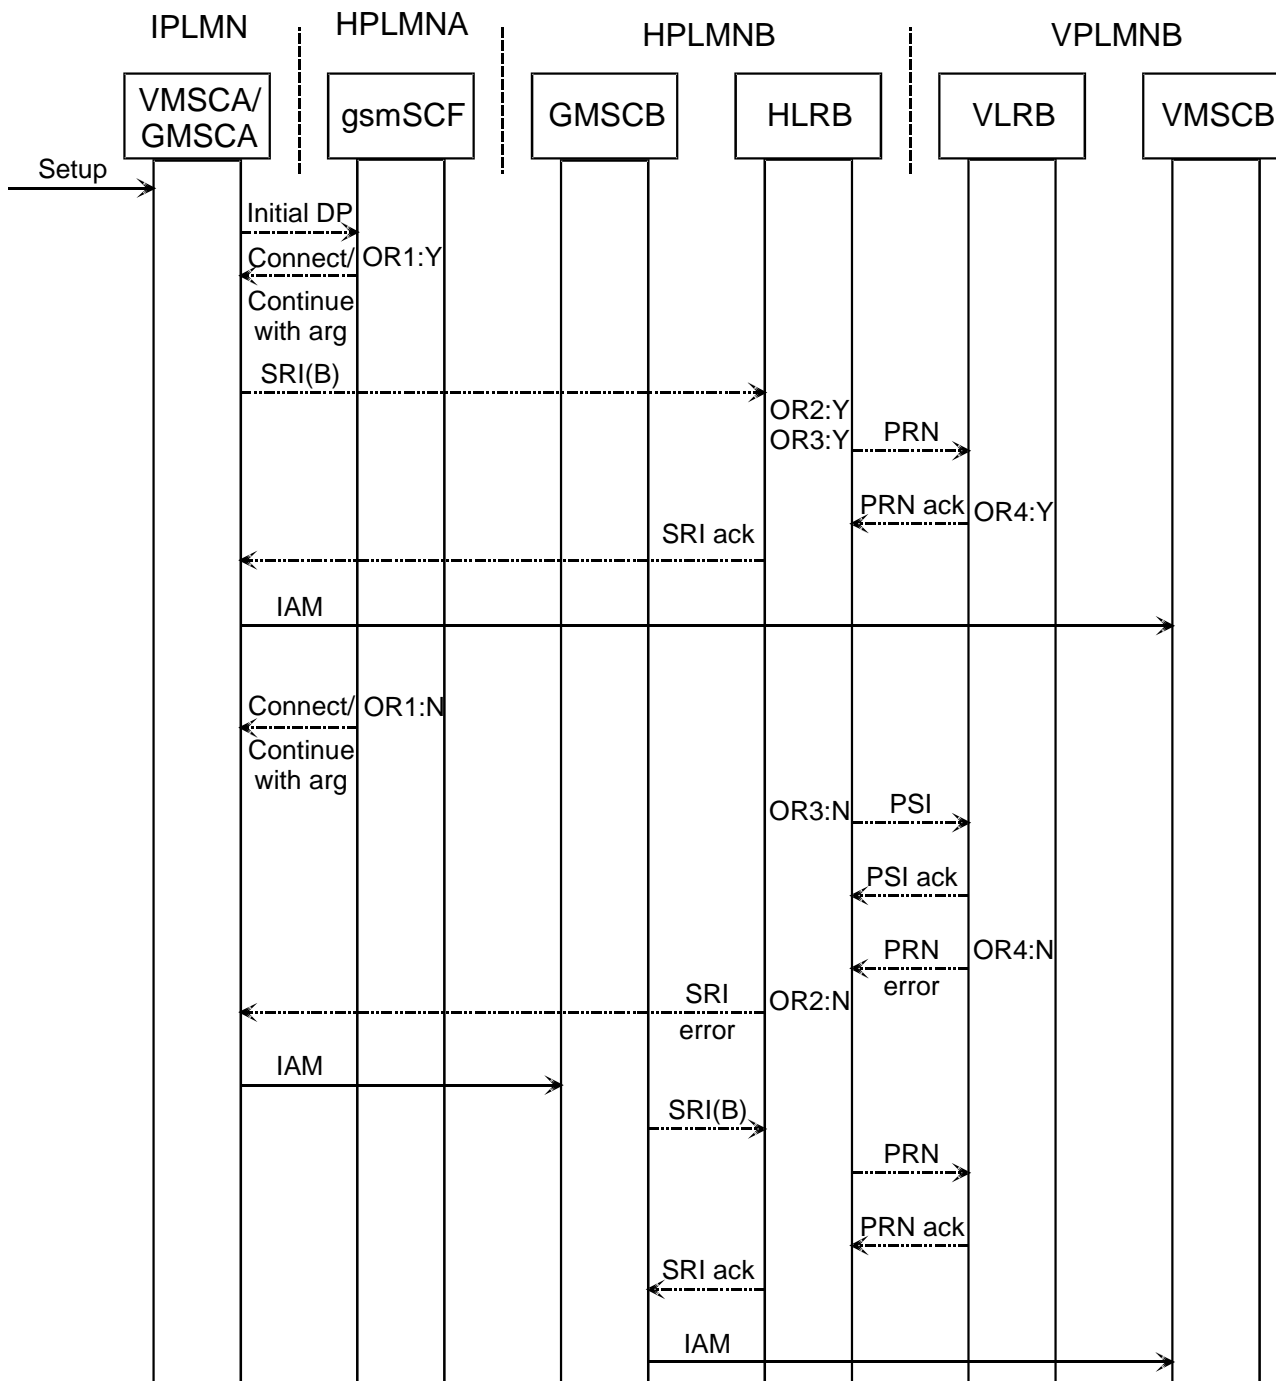 IPLMN
HPLMNA
HPLMNB
VPLMNB
VMSCA/
GMSCA
gsmSCF
GMSCB
HLRB
VLRB
VMSCB
Setup
Initial DP
Connect/
OR1:Y
Continue
with arg
SRI(B)
OR2:Y
OR3:Y
PRN
PRN ack
OR4:Y
SRI ack
IAM
Connect/
OR1:N
Continue
with arg
OR3:N
PSI
PSI ack
PRN
OR4:N
error
SRI
OR2:N
error
IAM
SRI(B)
PRN
PRN ack
SRI ack
IAM